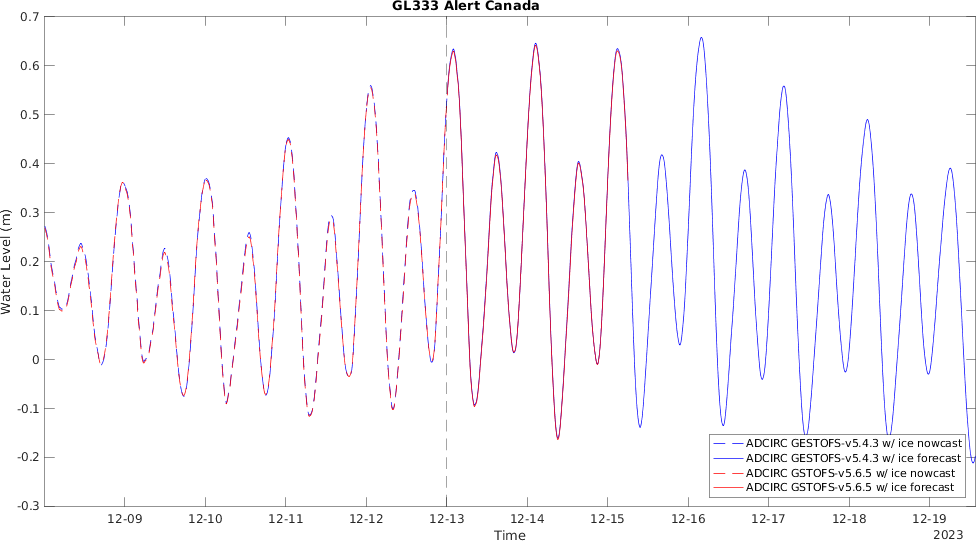 GL333 Alert Canada
0.7
0.6
0.5
0.4
0.3
0.2
0.1
0
-0.1
-0.2
-0.3
Water Level (m)
ADCIRC GESTOFS-v5.4.3 w/ ice nowcast
ADCIRC GESTOFS-v5.4.3 w/ ice forecast
ADCIRC GSTOFS-v5.6.5 w/ ice nowcast
ADCIRC GSTOFS-v5.6.5 w/ ice forecast
12-09 12-10 12-11 12-12 12-13 12-14 12-15 12-16 12-17 12-18 12-19
Time
2023